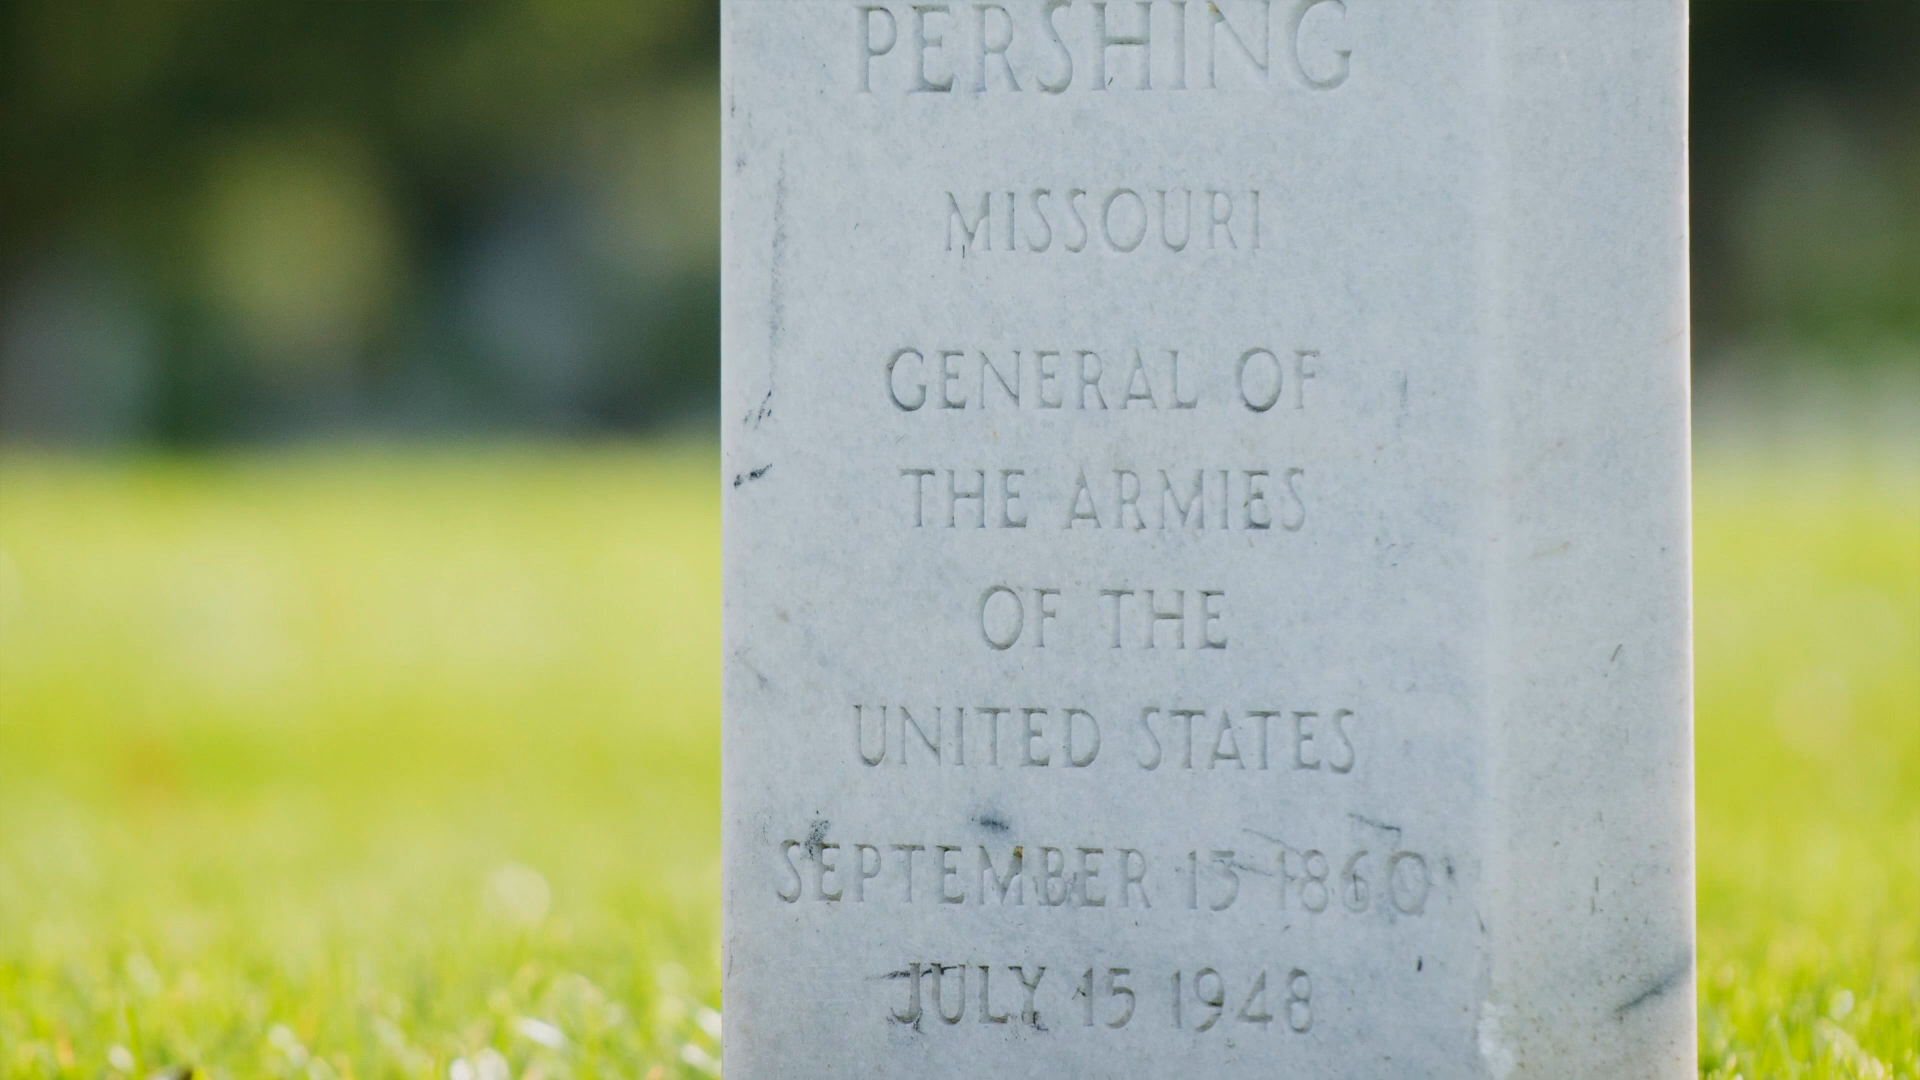 PERSHING
MISSOURI
GENERAL OF
THE ARMIES
OF THE
UNITED STATES
SEPTEMBER 13 1860
JULY 15 1948